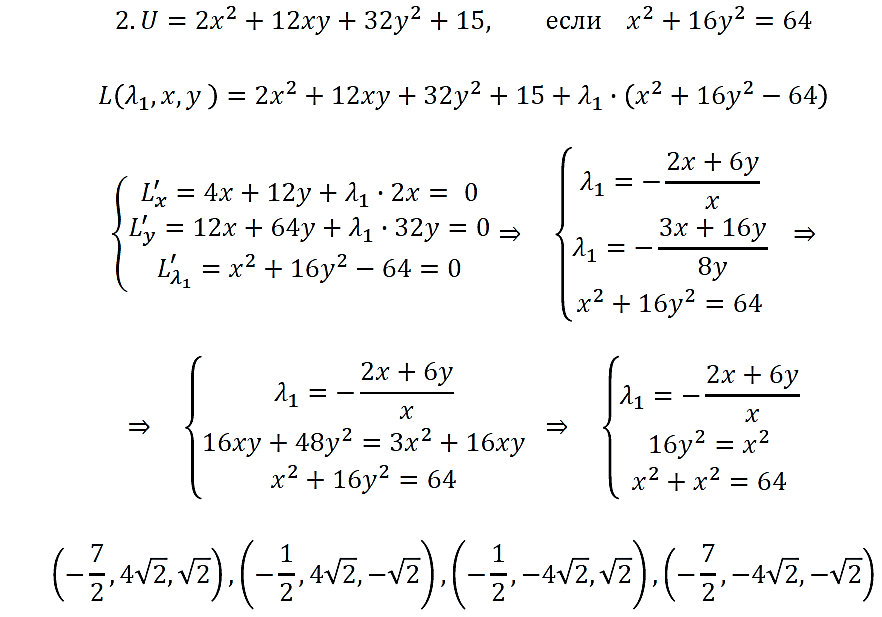 2. U = 2x² + 12xy + 32y² + 15, если x² + 16y² = 64
L(λ₁, x, y ) = 2x² + 12xy + 32y² + 15 + λ₁ · (x² + 16y² − 64)
{ L′ₓ = 4x + 12y + λ₁ · 2x = 0
L′ᵧ = 12x + 64y + λ₁ · 32y = 0 ⇒
L′_λ₁ = x² + 16y² − 64 = 0
{ λ₁ = − (2x + 6y)/x
λ₁ = − (3x + 16y)/(8y) ⇒
x² + 16y² = 64
⇒ { λ₁ = − (2x + 6y)/x
16xy + 48y² = 3x² + 16xy ⇒
x² + 16y² = 64
{ λ₁ = − (2x + 6y)/x
16y² = x²
x² + x² = 64
(−7/2, 4√2, √2), (−1/2, 4√2, −√2), (−1/2, −4√2, √2), (−7/2, −4√2, −√2)